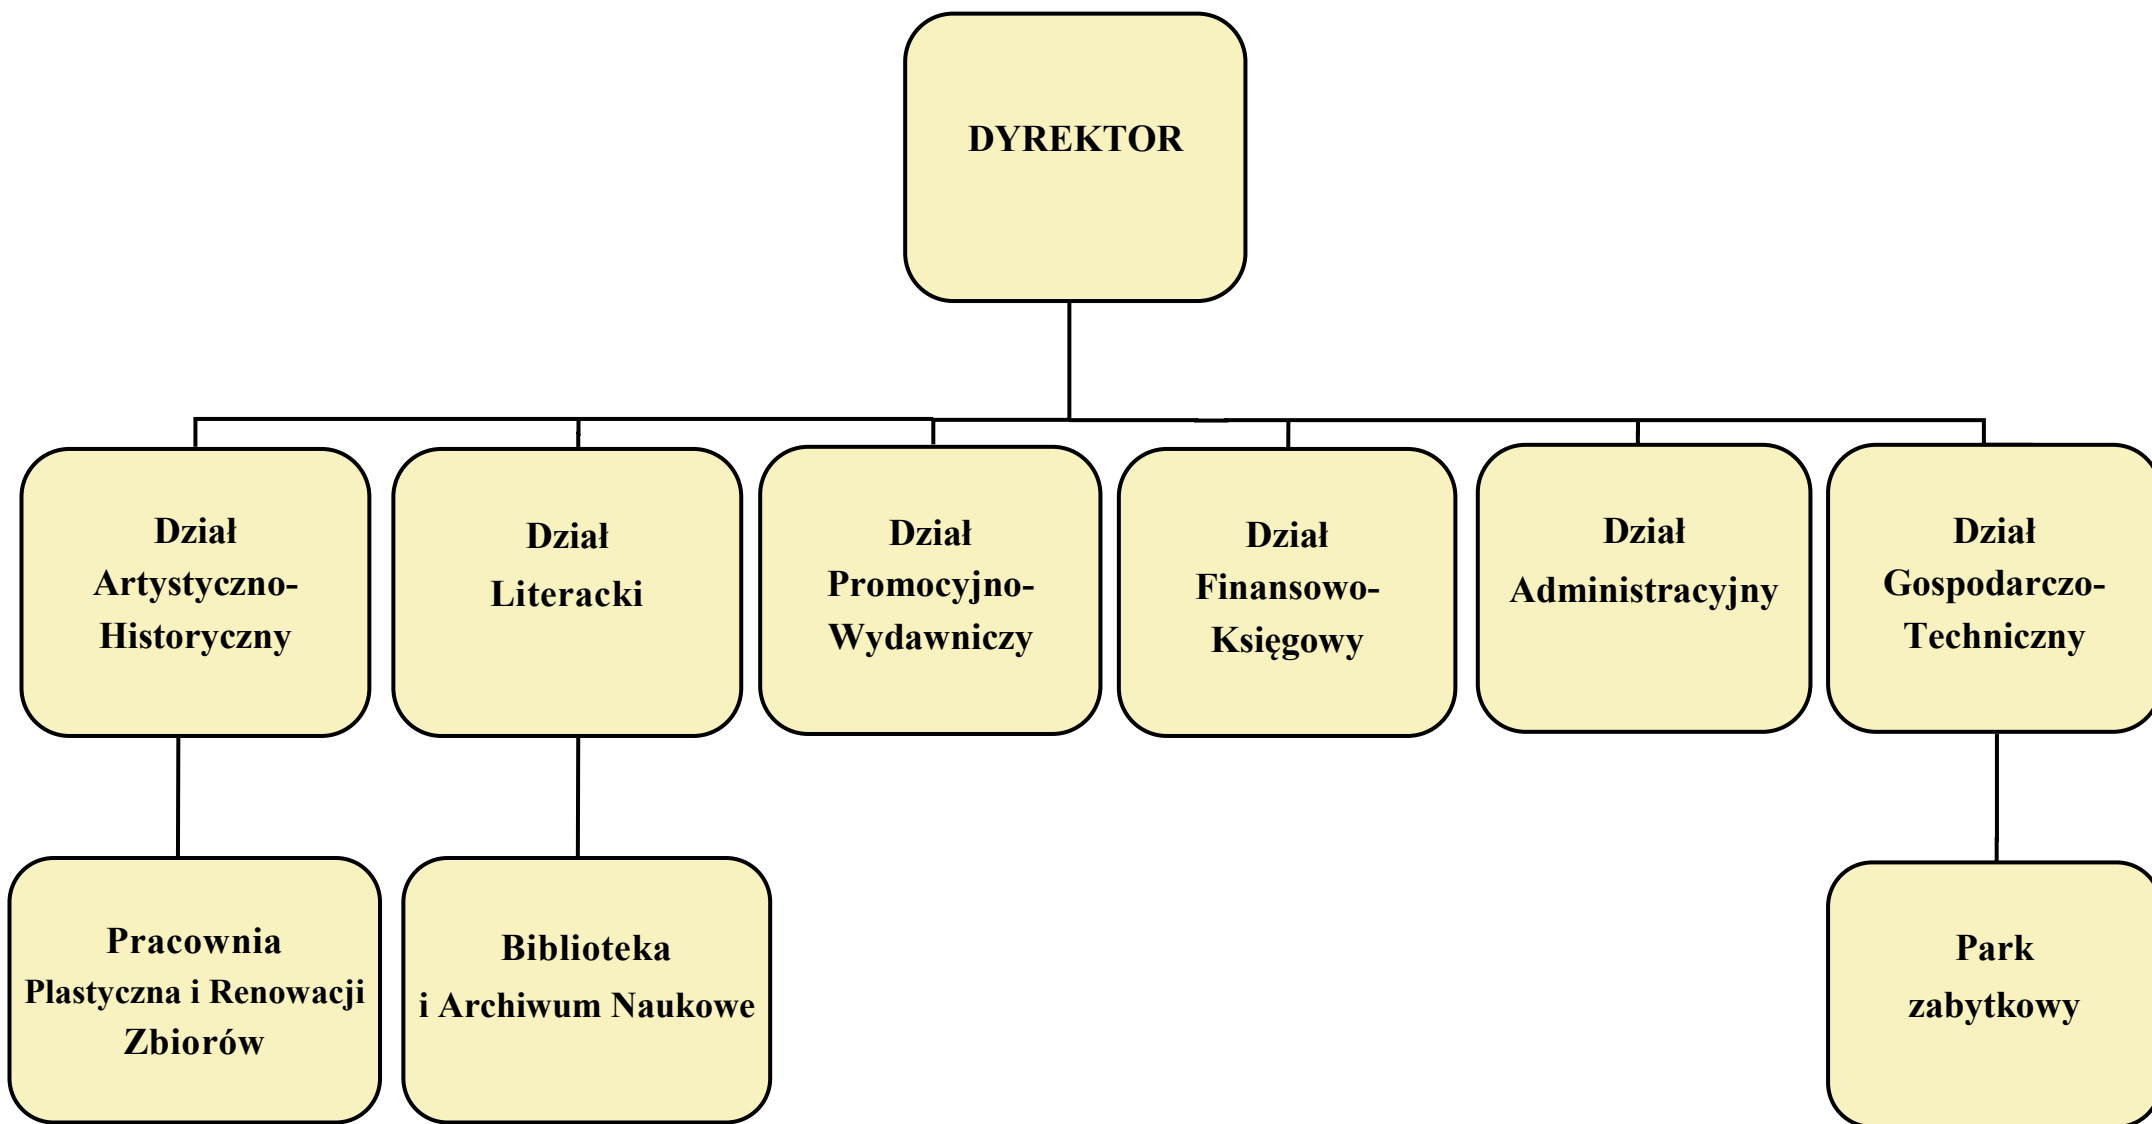 DYREKTOR
Dział
Artystyczno-
Historyczny
Dział
Literacki
Dział
Promocyjno-
Wydawniczy
Dział
Finansowo-
Księgowy
Dział
Administracyjny
Dział
Gospodarczo-
Techniczny
Pracownia
Plastyczna i Renowacji
Zbiorów
Biblioteka
i Archiwum Naukowe
Park
zabytkowy